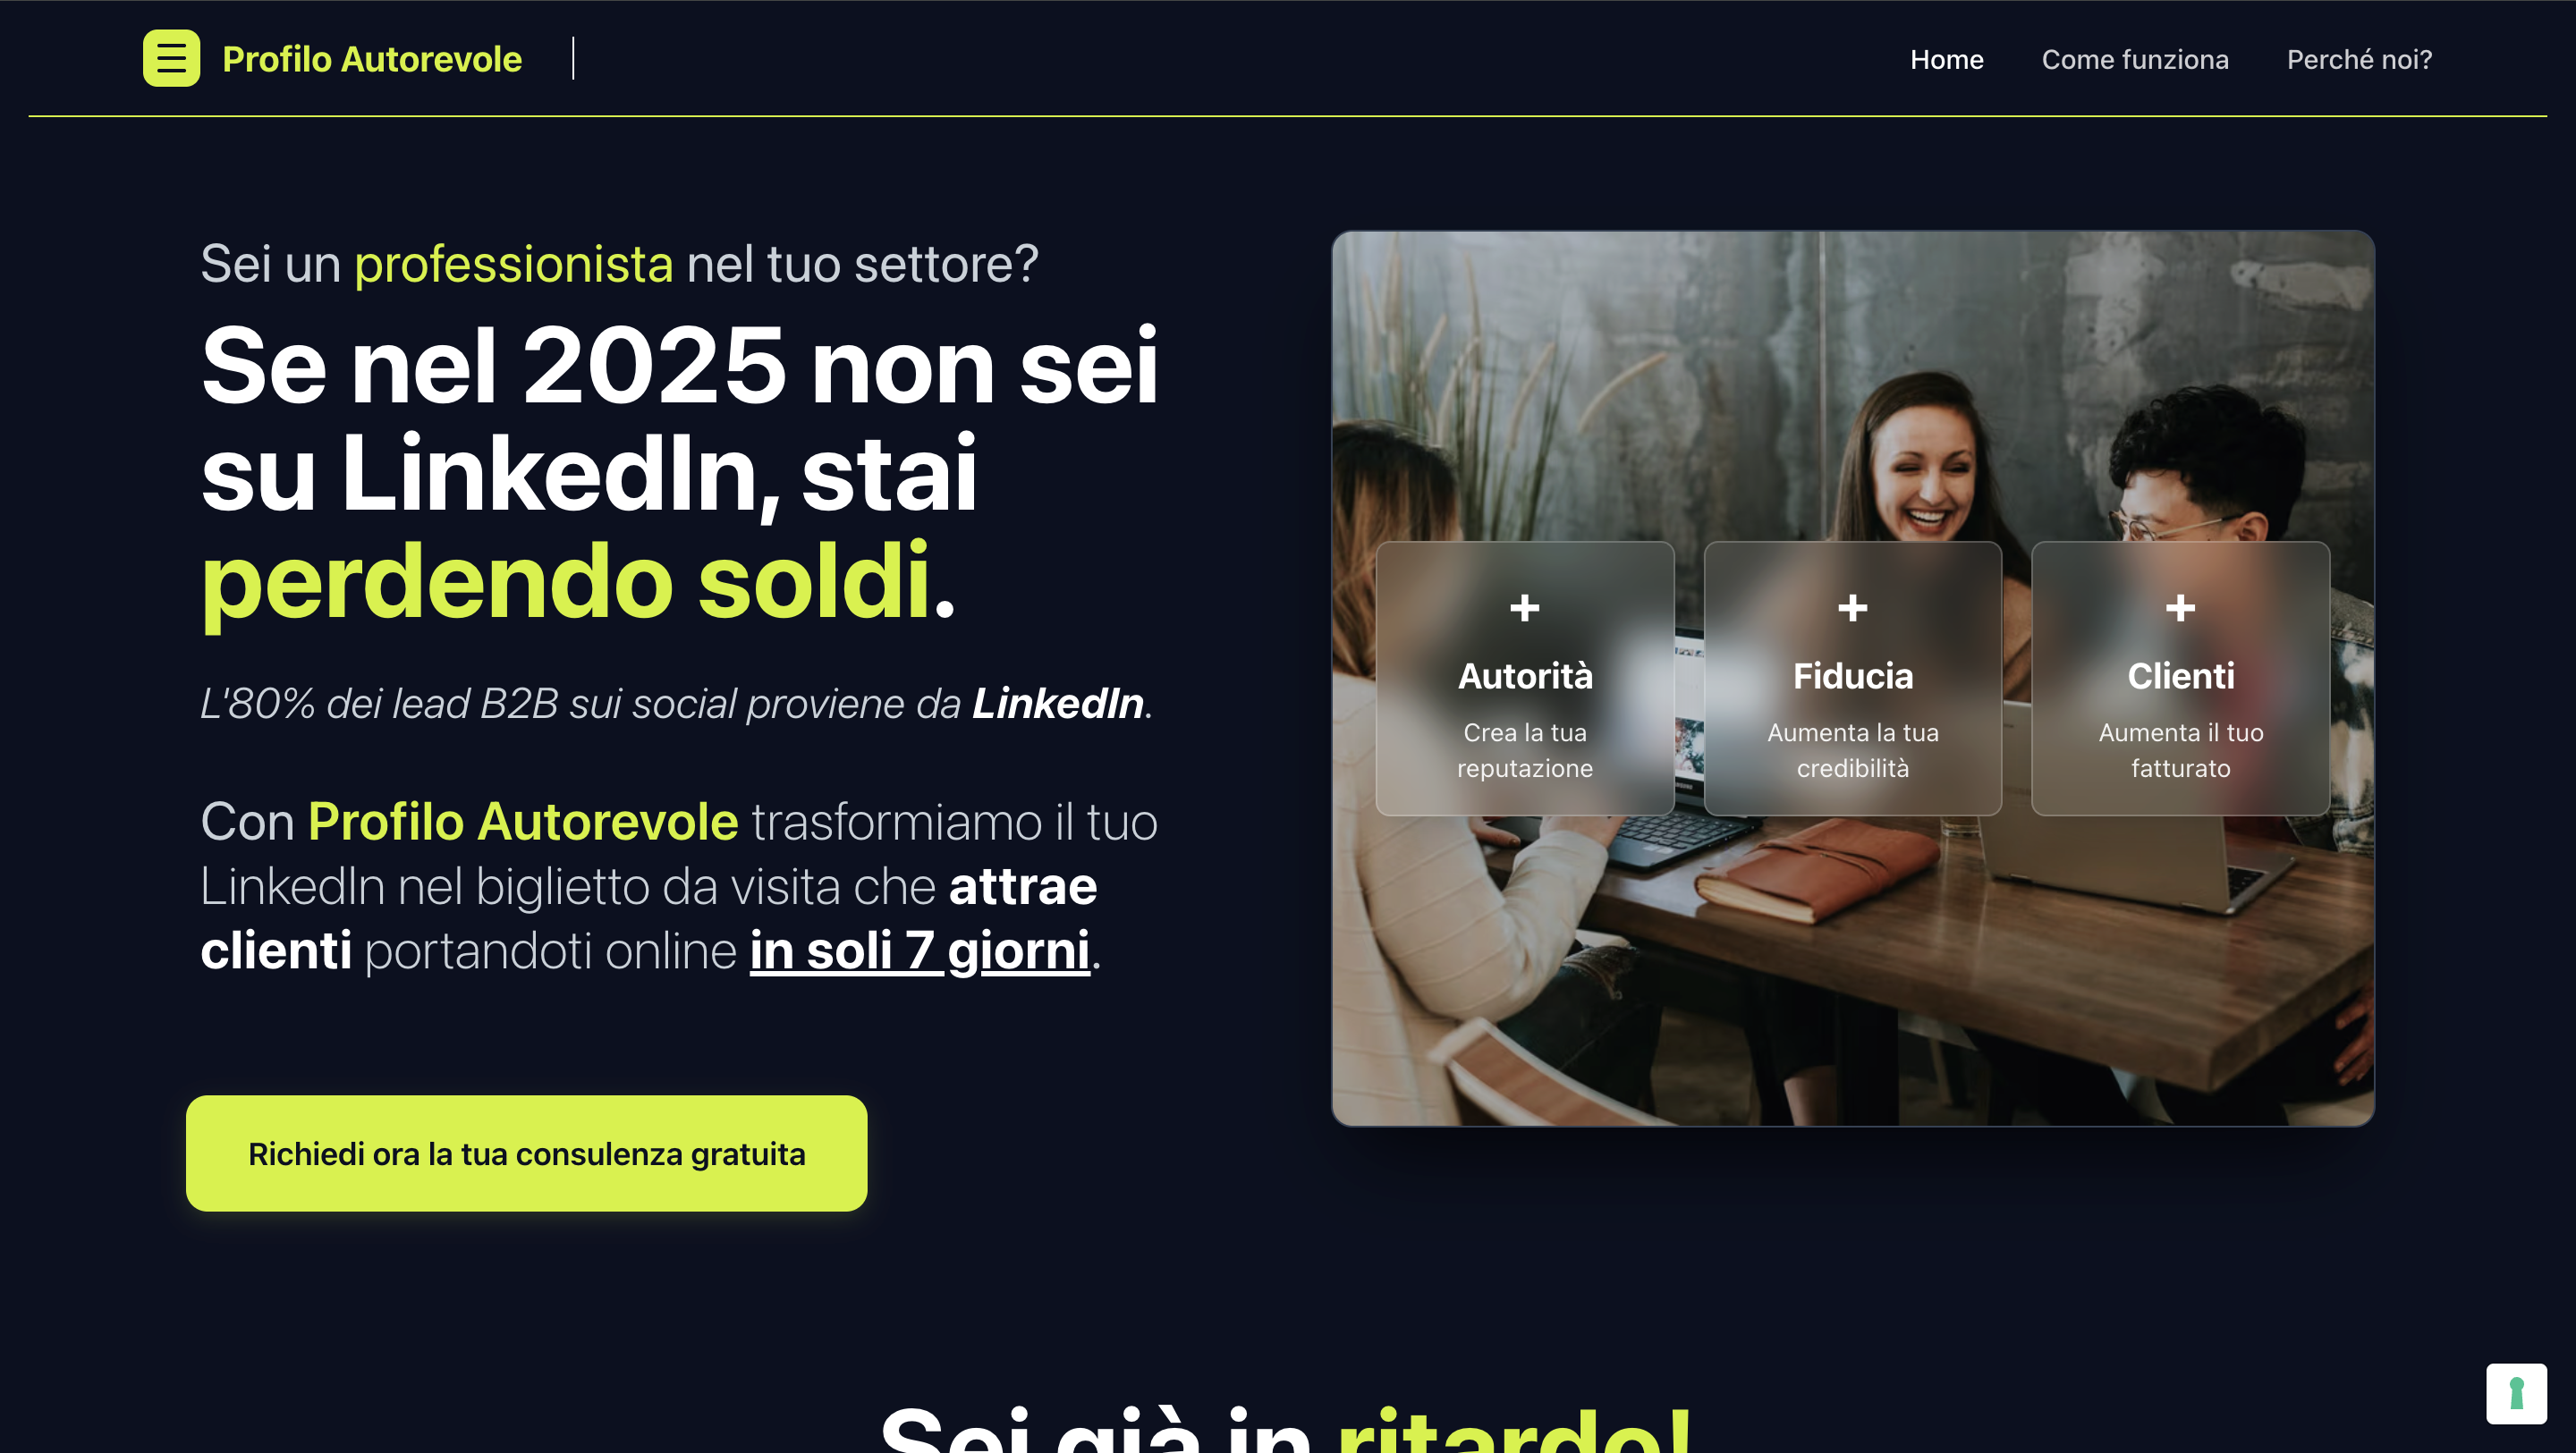 Profilo Autorevole
Home
Come funziona
Perché noi?
Sei un professionista nel tuo settore?
Se nel 2025 non sei
su LinkedIn, stai
perdendo soldi.
L'80% dei lead B2B sui social proviene da LinkedIn.
Con Profilo Autorevole trasformiamo il tuo
LinkedIn nel biglietto da visita che attrae
clienti portandoti online in soli 7 giorni.
Richiedi ora la tua consulenza gratuita
+
Autorità
Crea la tua
reputazione
+
Fiducia
Aumenta la tua
credibilità
+
Clienti
Aumenta il tuo
fatturato
Sei già in ritardo!